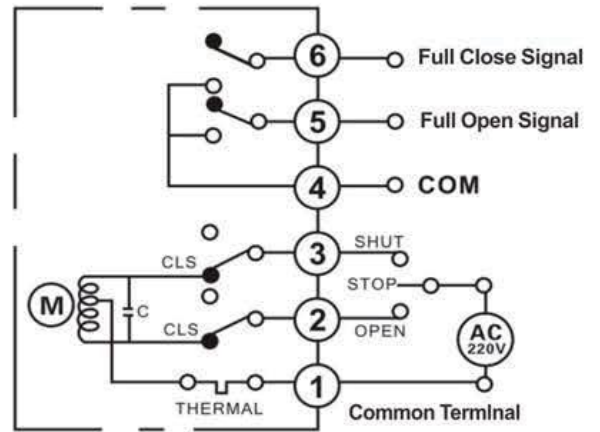 6 Full Close Signal
5 Full Open Signal
4 COM
3 SHUT
CLS
STOP
M
C
CLS
2 OPEN
AC
220V
1
THERMAL
Common TermInal